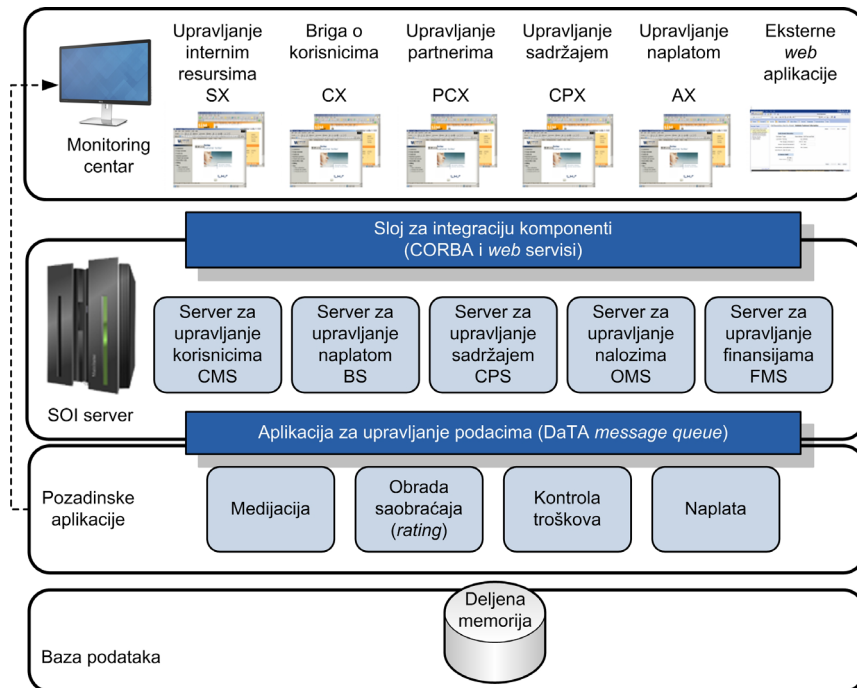 Upravljanje
internim
resursima
SX
Briga o
korisnicima
CX
Upravljanje
partnerima
PCX
Upravljanje
sadržajem
CPX
Upravljanje
naplatom
AX
Eksterne
web
aplikacije
Monitoring
centar
Sloj za integraciju komponenti
(CORBA i web servisi)
Server za
upravljanje
korisnicima
CMS
Server za
upravljanje
naplatom
BS
Server za
upravljanje
sadržajem
CPS
Server za
upravljanje
nalozima
OMS
Server za
upravljanje
finansijama
FMS
SOI server
Aplikacija za upravljanje podacima (DaTA message queue)
Pozadinske
aplikacije
Medijacija
Obrada
saobraćaja
(rating)
Kontrola
troškova
Naplata
Deljena
memorija
Baza podataka